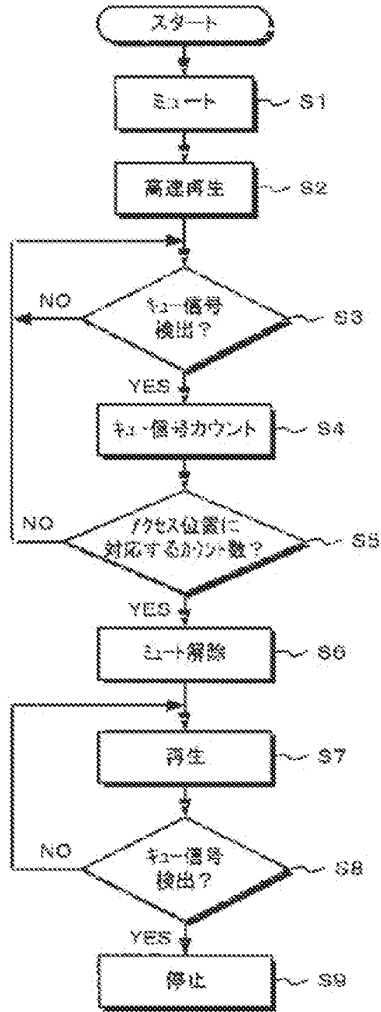 スタート
ミュート
S1
高速再生
S2
キュー信号
検出?
S3
NO
YES
キュー信号カウント
S4
アクセス位置に
対応するカウント数?
S5
NO
YES
ミュート解除
S6
再生
S7
キュー信号
検出?
S8
NO
YES
停止
S9